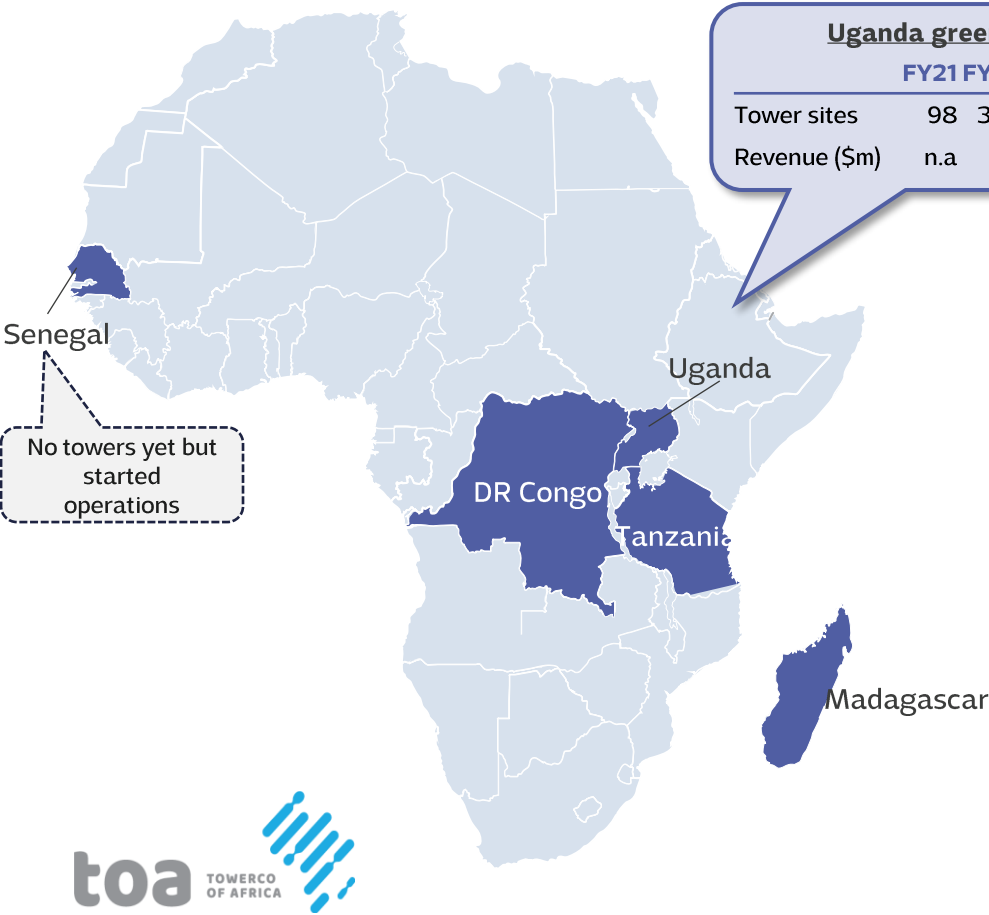 Uganda gree
FY21 FY
Tower sites 98 3
Revenue ($m) n.a
Senegal
Uganda
No towers yet but
started
operations
DR Congo
Tanzania
Madagascar
toa TOWERCO
OF AFRICA